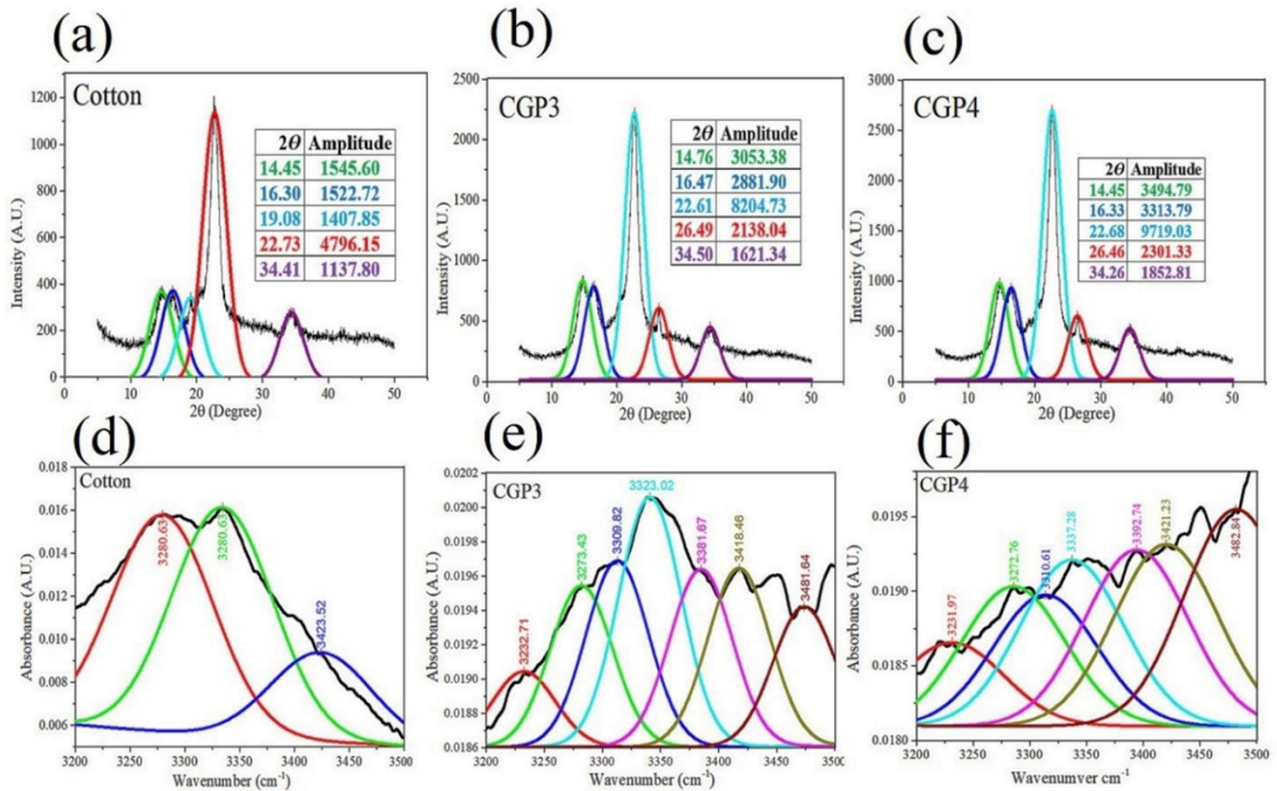 (a)
(b)
(c)
Cotton
2θ Amplitude
14.45 1545.60
16.30 1522.72
19.08 1407.85
22.73 4796.15
34.41 1137.80
Intensity (A.U.)
0
200
400
600
800
1000
1200
0 10 20 30 40 50
2θ (Degree)
CGP3
2θ Amplitude
14.76 3053.38
16.47 2881.90
22.61 8204.73
26.49 2138.04
34.50 1621.34
Intensity (A.U.)
0
500
1000
1500
2000
2500
0 10 20 30 40 50
2θ (Degree)
CGP4
2θ Amplitude
14.45 3494.79
16.33 3313.79
22.68 9719.03
26.46 2301.33
34.26 1852.81
Intensity (A.U.)
0
500
1000
1500
2000
2500
3000
0 10 20 30 40 50
2θ (Degree)
(d)
(e)
(f)
Cotton
3280.63
3280.63
3423.52
Absorbance (A.U.)
0.018
0.016
0.014
0.012
0.010
0.008
0.006
3200 3250 3300 3350 3400 3450 3500
Wavenumber (cm-1)
CGP3
3232.71
3273.43
3309.82
3323.02
3381.67
3418.46
3481.64
Absorbance (A.U.)
0.0202
0.0200
0.0198
0.0196
0.0194
0.0192
0.0190
0.0188
0.0186
3200 3250 3300 3350 3400 3450 3500
Wavenumber (cm-1)
CGP4
3231.97
3272.76
3310.61
3337.28
3392.74
3421.23
3482.84
Absorbance (A.U.)
0.0195
0.0190
0.0185
0.0180
3200 3250 3300 3350 3400 3450 3500
Wavenumver cm-1